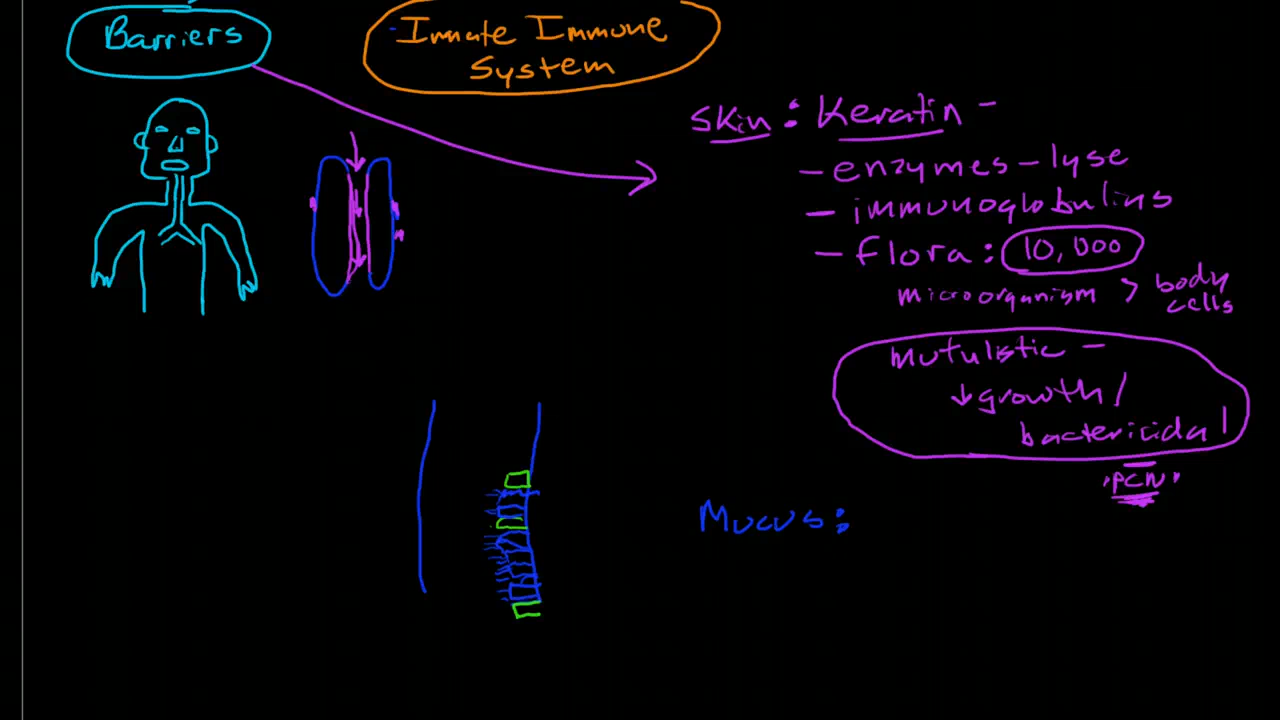 Barriers
Innate Immune
System
Skin: Keratin -
- enzymes - lyse
- immunoglobulins
- flora: 10,000
microorganism > body
cells
mutulistic -
↓ growth /
bactericidal
"PCN"
Mucus: